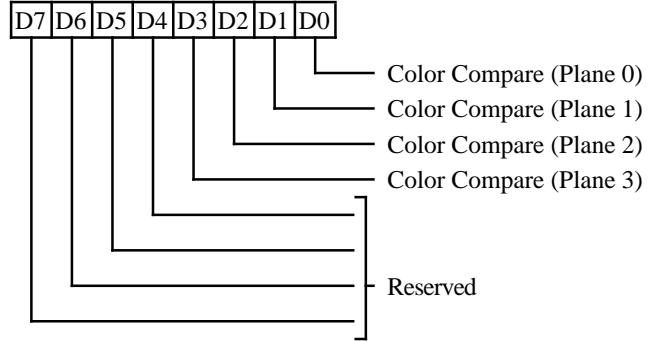 D7 D6 D5 D4 D3 D2 D1 D0
Color Compare (Plane 0)
Color Compare (Plane 1)
Color Compare (Plane 2)
Color Compare (Plane 3)
Reserved